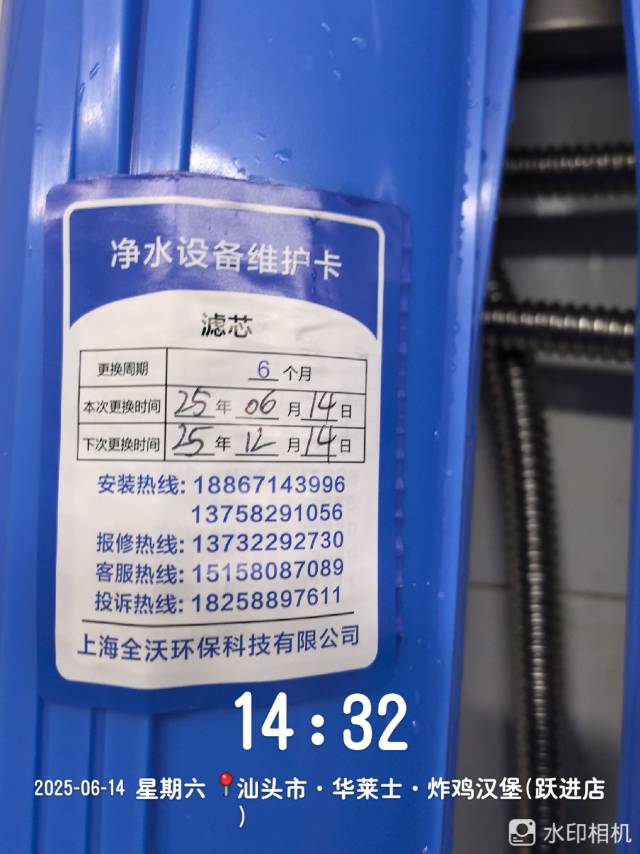 净水设备维护卡
滤芯
更换周期 6 个月
本次更换时间 25 年 06 月 14 日
下次更换时间 25 年 12 月 14 日
安装热线: 18867143996
13758291056
报修热线: 13732292730
客服热线: 15158087089
投诉热线: 18258897611
上海全沃环保科技有限公司
14:32
2025-06-14 星期六 📍汕头市·华莱士·炸鸡汉堡(跃进店
)
水印相机